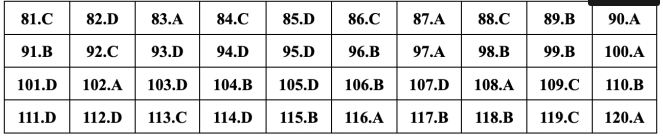 81.C 82.D 83.A 84.C 85.D 86.C 87.A 88.C 89.B 90.A
91.B 92.C 93.D 94.D 95.D 96.B 97.A 98.B 99.B 100.A
101.D 102.A 103.D 104.B 105.D 106.B 107.D 108.A 109.C 110.B
111.D 112.D 113.C 114.D 115.B 116.A 117.B 118.B 119.C 120.A